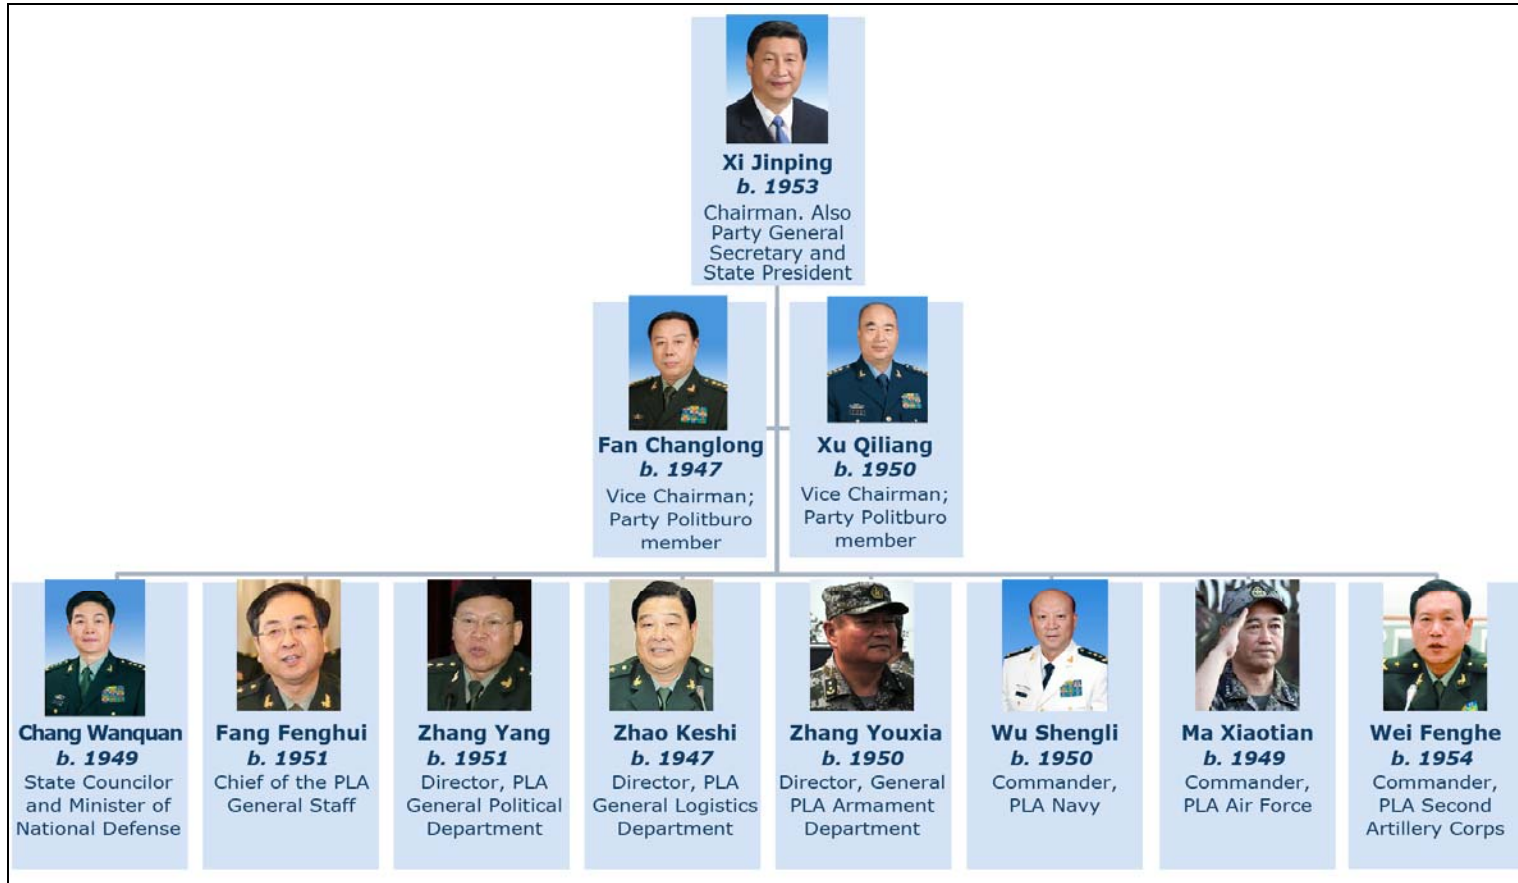 Xi Jinping
b. 1953
Chairman. Also
Party General
Secretary and
State President
Fan Changlong
b. 1947
Vice Chairman;
Party Politburo
member
Xu Qiliang
b. 1950
Vice Chairman;
Party Politburo
member
Chang Wanquan
b. 1949
State Councilor
and Minister of
National Defense
Fang Fenghui
b. 1951
Chief of the PLA
General Staff
Zhang Yang
b. 1951
Director, PLA
General Political
Department
Zhao Keshi
b. 1947
Director, PLA
General Logistics
Department
Zhang Youxia
b. 1950
Director, General
PLA Armament
Department
Wu Shengli
b. 1950
Commander,
PLA Navy
Ma Xiaotian
b. 1949
Commander,
PLA Air Force
Wei Fenghe
b. 1954
Commander,
PLA Second
Artillery Corps